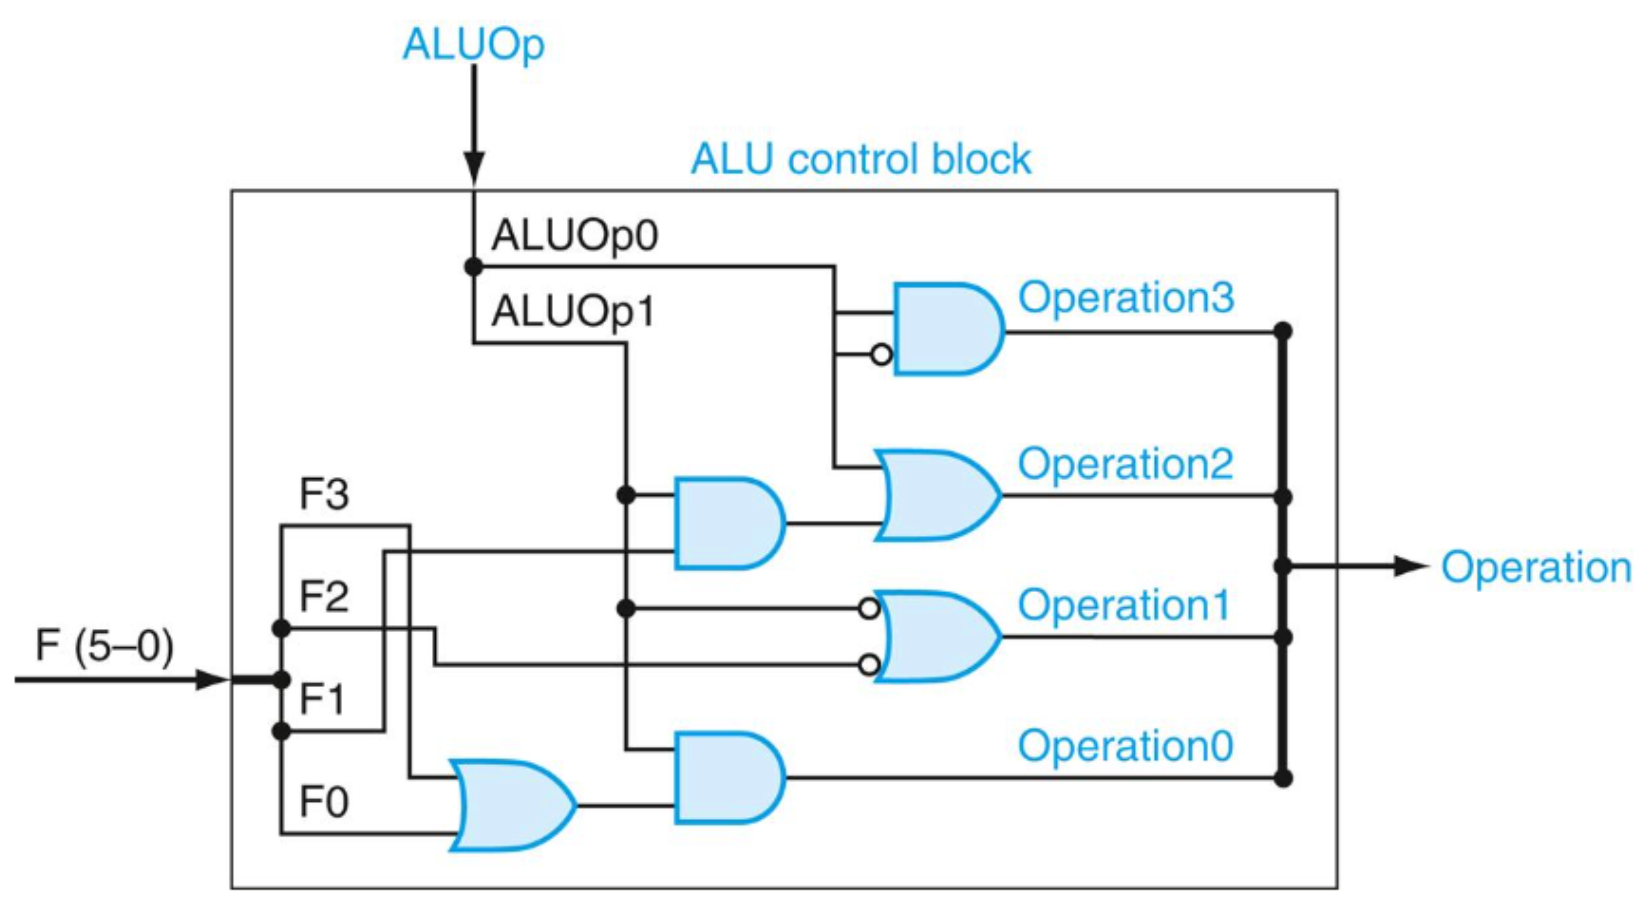 ALUOp
ALU control block
ALUOp0
ALUOp1
Operation3
Operation2
F3
F2
Operation1
Operation
F (5–0)
F1
Operation0
F0